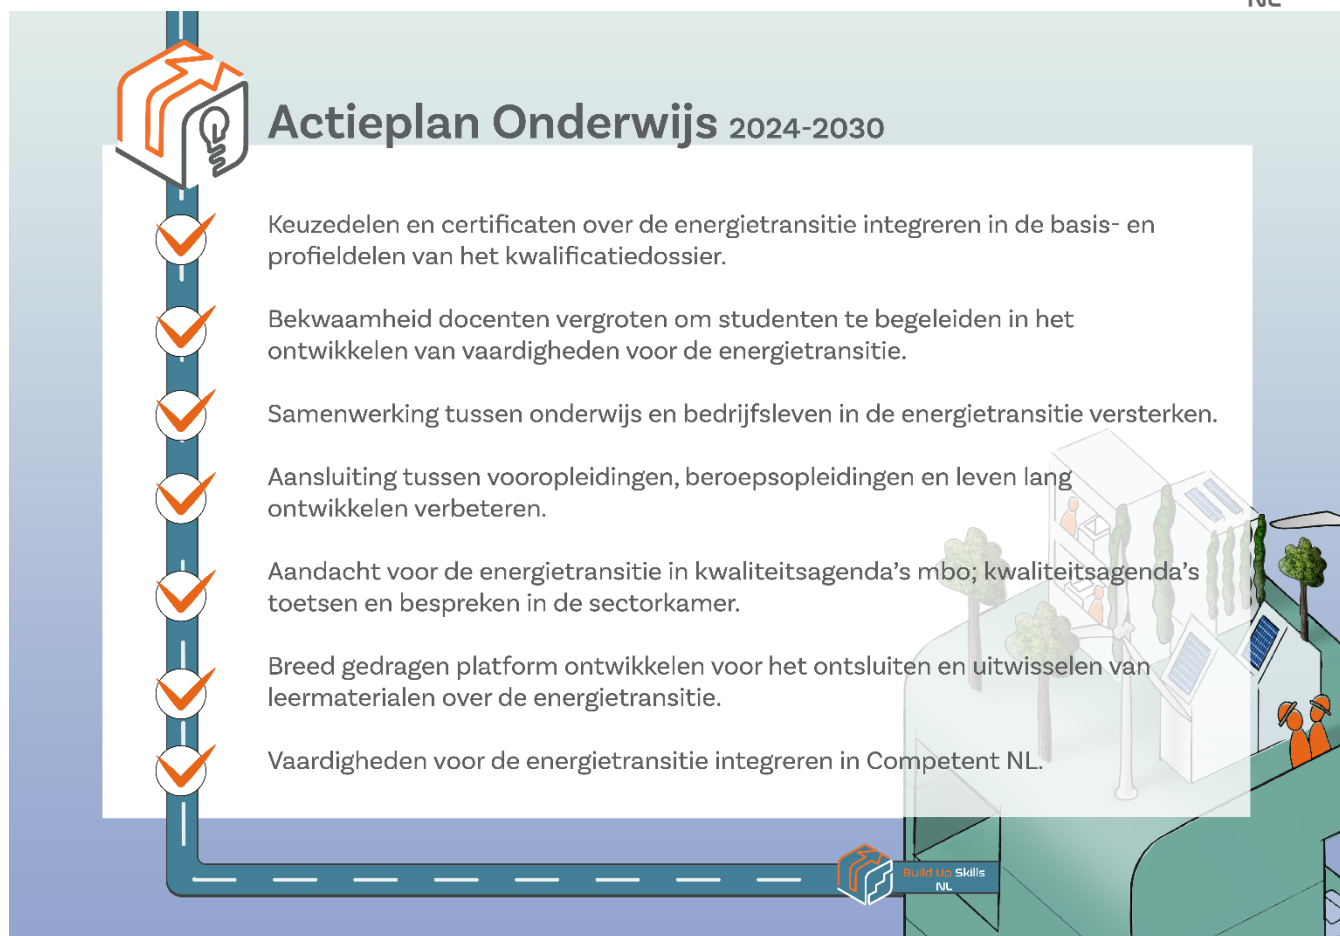 NL
Actieplan Onderwijs 2024-2030
Keuzedelen en certificaten over de energietransitie integreren in de basis- en
profieldelen van het kwalificatiedossier.
Bekwaamheid docenten vergroten om studenten te begeleiden in het
ontwikkelen van vaardigheden voor de energietransitie.
Samenwerking tussen onderwijs en bedrijfsleven in de energietransitie versterken.
Aansluiting tussen vooropleidingen, beroepsopleidingen en leven lang
ontwikkelen verbeteren.
Aandacht voor de energietransitie in kwaliteitsagenda’s mbo; kwaliteitsagenda’s
toetsen en bespreken in de sectorkamer.
Breed gedragen platform ontwikkelen voor het ontsluiten en uitwisselen van
leermaterialen over de energietransitie.
Vaardigheden voor de energietransitie integreren in Competent NL.
Build Up Skills
NL